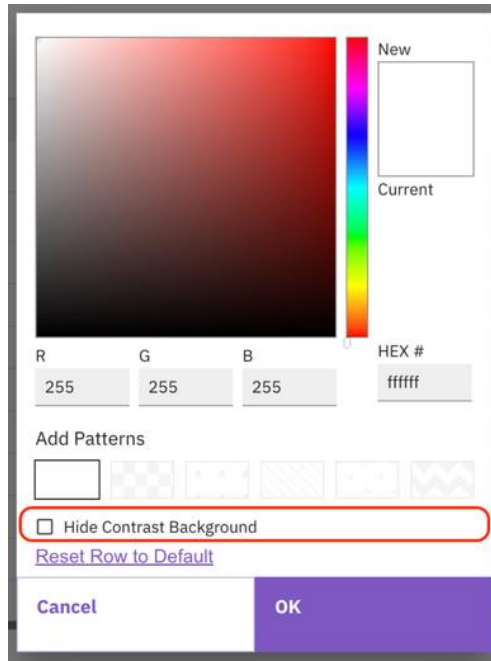 New
Current
R G B HEX #
255 255 255 ffffff
Add Patterns
Hide Contrast Background
Reset Row to Default
Cancel OK